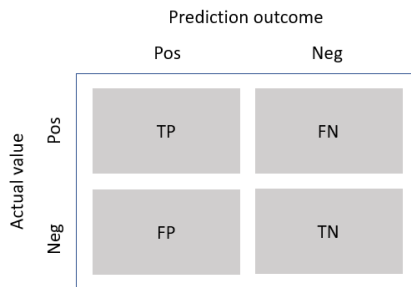 Prediction outcome
Pos Neg
Actual value
Pos
TP FN
Neg
FP TN